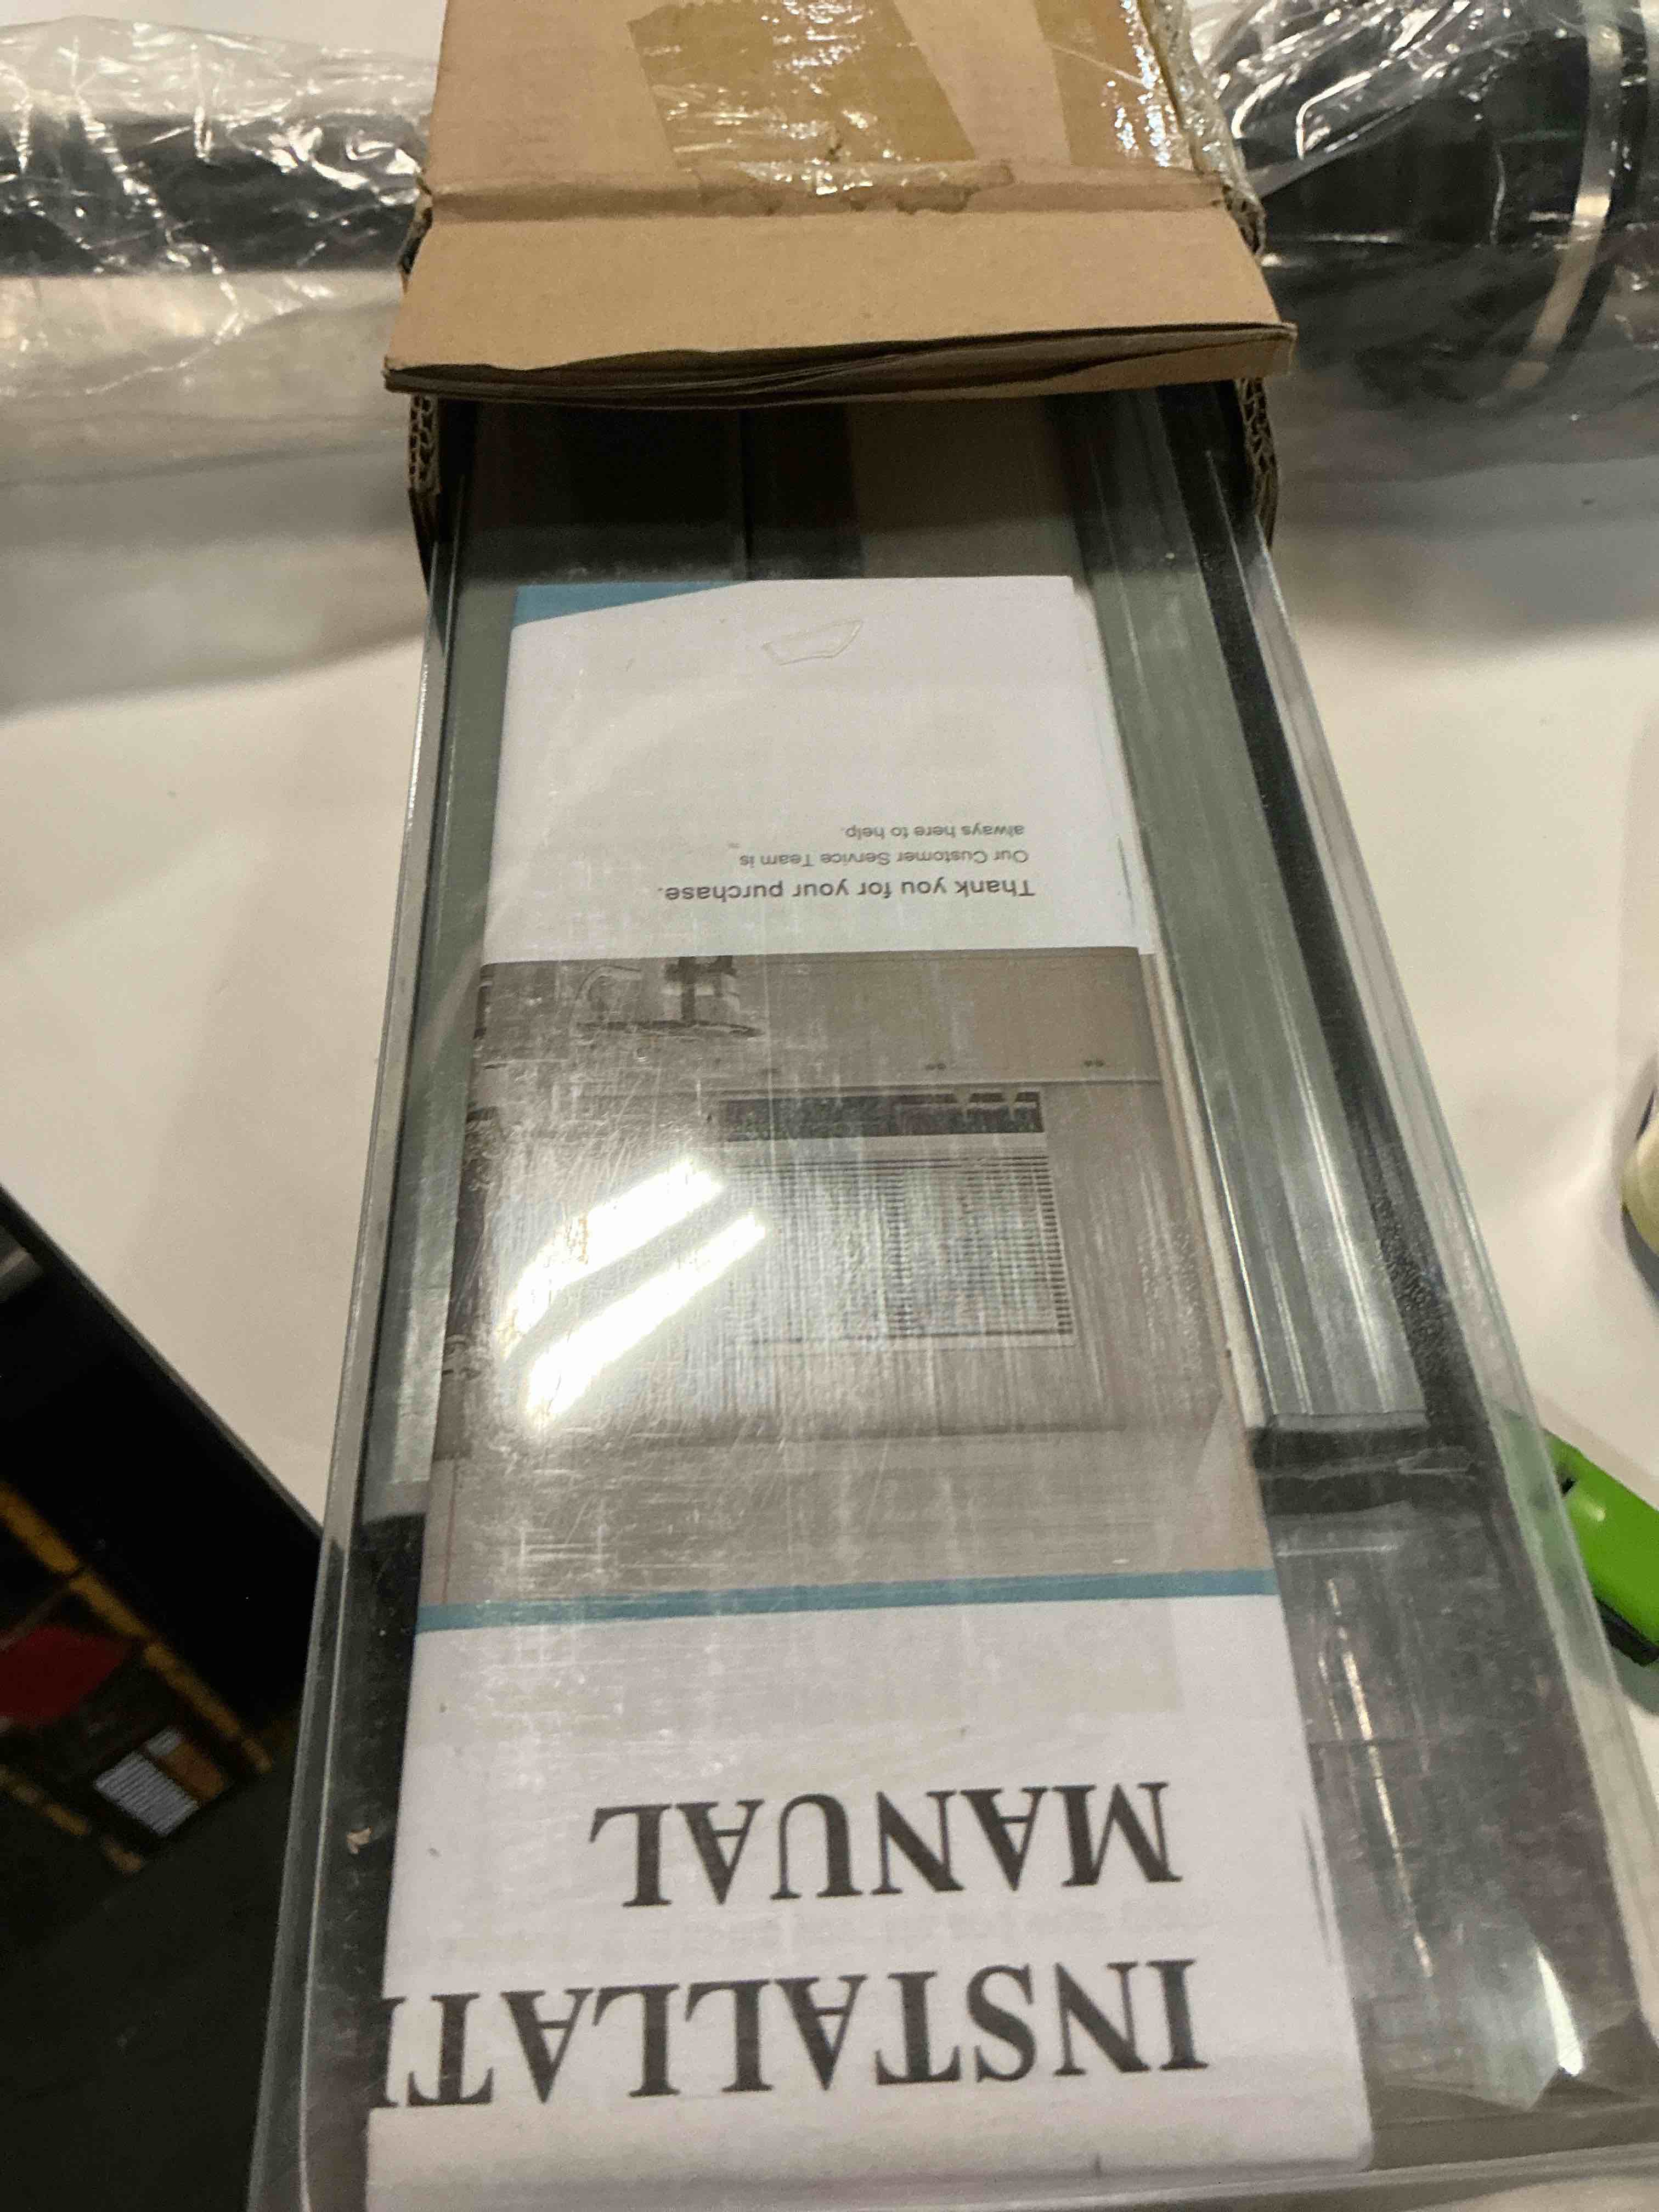 INSTALLATI
MANUAL
Thank you for your purchase.
Our Customer Service Team is
always here to help.